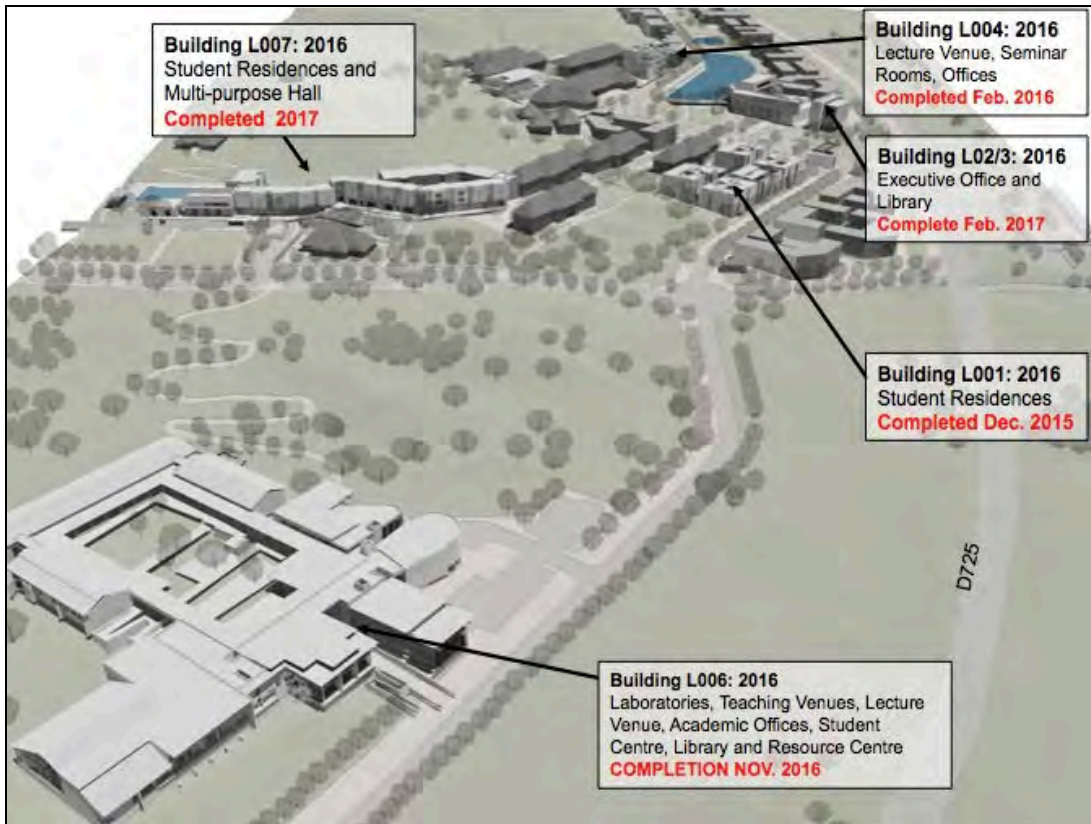 Building L007: 2016
Student Residences and
Multi-purpose Hall
Completed  2017
Building L004: 2016
Lecture Venue, Seminar
Rooms, Offices
Completed Feb. 2016
Building L02/3: 2016
Executive Office and
Library
Complete Feb. 2017
Building L001: 2016
Student Residences
Completed Dec. 2015
D725
Building L006: 2016
Laboratories, Teaching Venues, Lecture
Venue, Academic Offices, Student
Centre, Library and Resource Centre
COMPLETION NOV. 2016